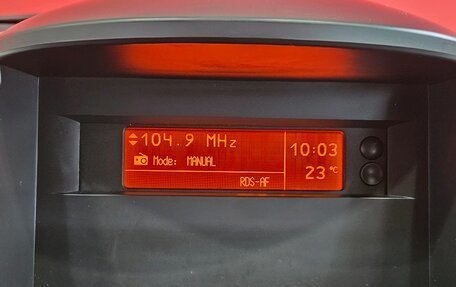 104.9 MHz
Mode: MANUAL
RDS-AF
10:03
23 °C